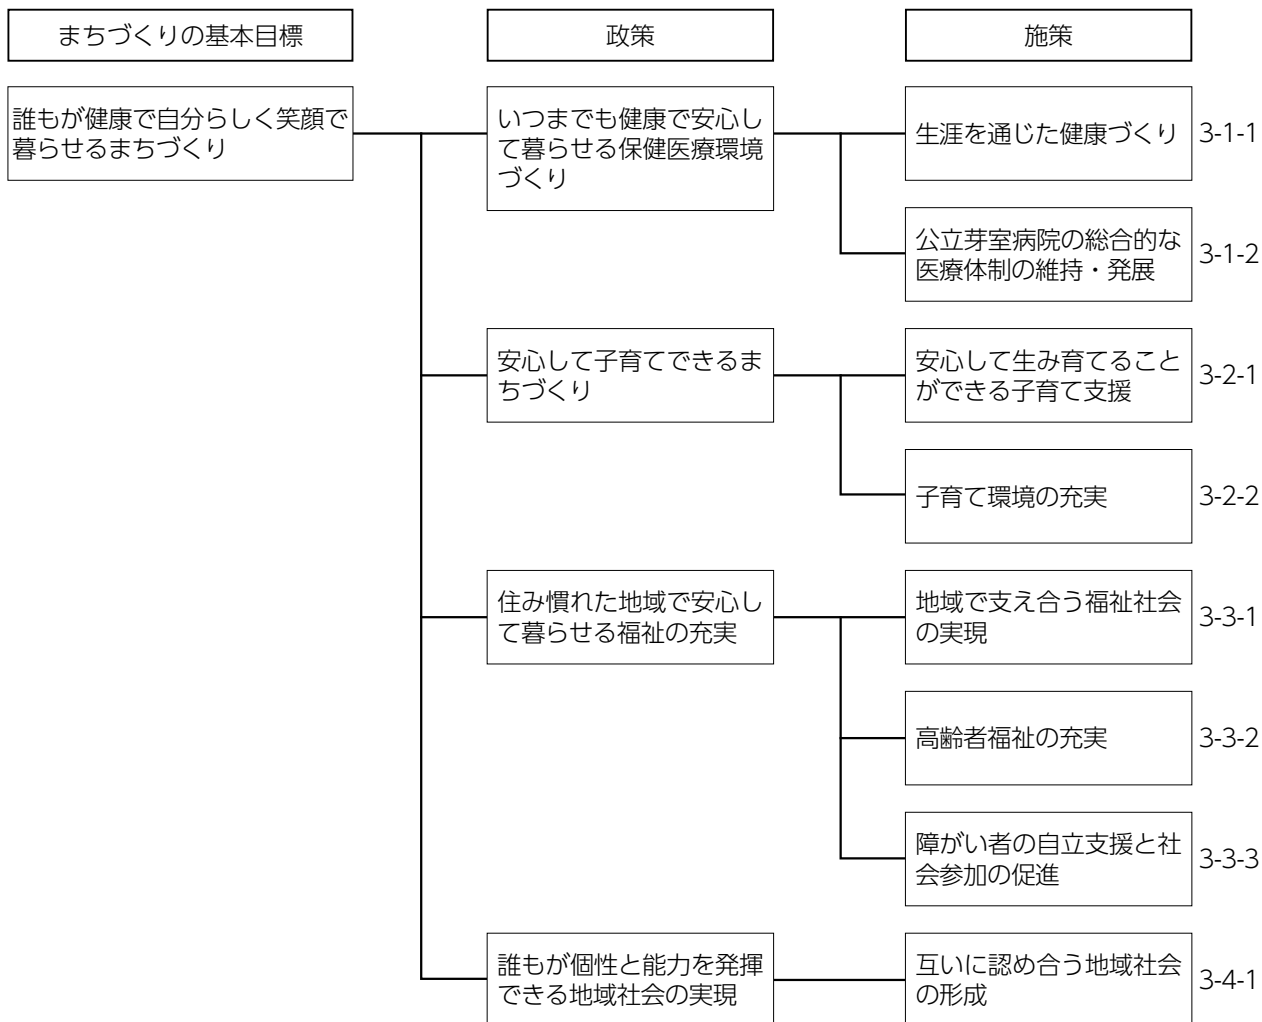 まちづくりの基本目標
政策
施策
誰もが健康で自分らしく笑顔で
暮らせるまちづくり
いつまでも健康で安心し
て暮らせる保健医療環境
づくり
生涯を通じた健康づくり
3-1-1
公立芽室病院の総合的な
医療体制の維持・発展
3-1-2
安心して子育てできるま
ちづくり
安心して生み育てること
ができる子育て支援
3-2-1
子育て環境の充実
3-2-2
住み慣れた地域で安心し
て暮らせる福祉の充実
地域で支え合う福祉社会
の実現
3-3-1
高齢者福祉の充実
3-3-2
障がい者の自立支援と社
会参加の促進
3-3-3
誰もが個性と能力を発揮
できる地域社会の実現
互いに認め合う地域社会
の形成
3-4-1